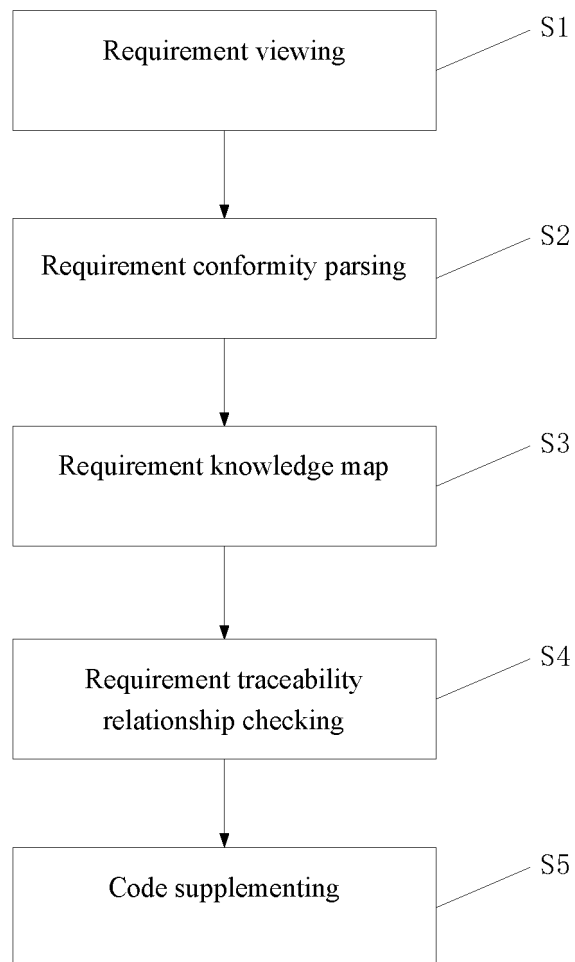 Requirement viewing
S1
Requirement conformity parsing
S2
Requirement knowledge map
S3
Requirement traceability
relationship checking
S4
Code supplementing
S5